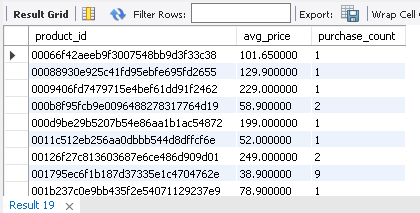 Result Grid Filter Rows: Export: Wrap Cell
product_id avg_price purchase_count
00066f42aeeb9f3007548bb9d3f33c38 101.650000 1
00088930e925c41fd95ebfe695fd2655 129.900000 1
0009406fd7479715e4bef61dd91f2462 229.000000 1
000b8f95fcb9e0096488278317764d19 58.900000 2
000d9be29b5207b54e86aa1b1ac54872 199.000000 1
0011c512eb256aa0dbbb544d8dffcf6e 52.000000 1
00126f27c813603687e6ce486d909d01 249.000000 2
001795ec6f1b187d37335e1c4704762e 38.900000 9
001b237c0e9bb435f2e54071129237e9 78.900000 1
Result 19